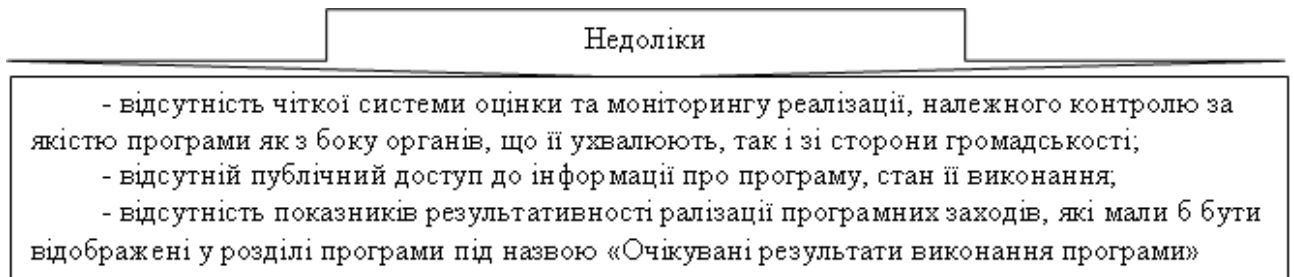 Недоліки
- відсутність чіткої системи оцінки та моніторингу реалізації, належного контролю за
якістю програми як з боку органів, що її ухвалюють, так і зі сторони громадськості;
- відсутній публічний доступ до інформації про програму, стан її виконання;
- відсутність показників результативності ралізації програмних заходів, які мали б бути
відображені у розділі програми під назвою «Очікувані результати виконання програми»